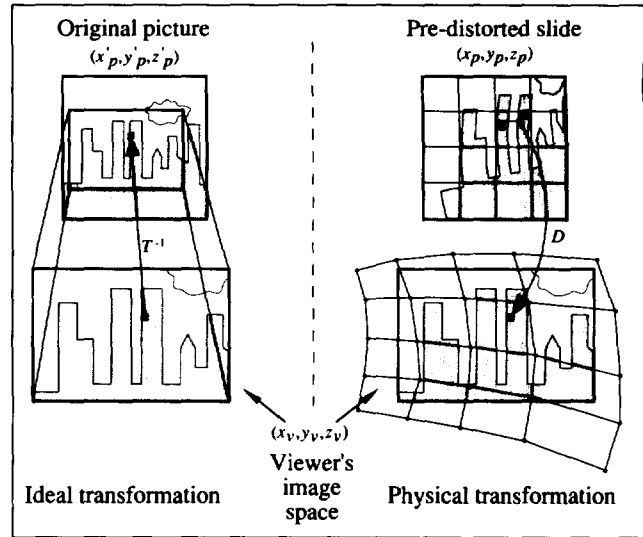 Original picture
(x'p,y'p,z'p)
Pre-distorted slide
(xp,yp,zp)
T-1
D
(xv,yv,zv)
Viewer's
image
space
Ideal transformation
Physical transformation